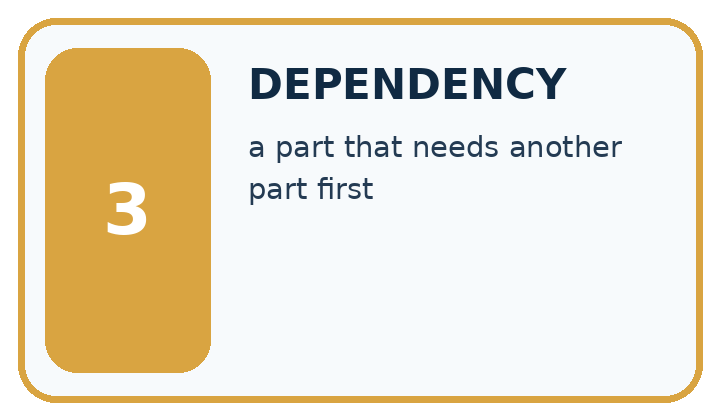 3
DEPENDENCY
a part that needs another
part first